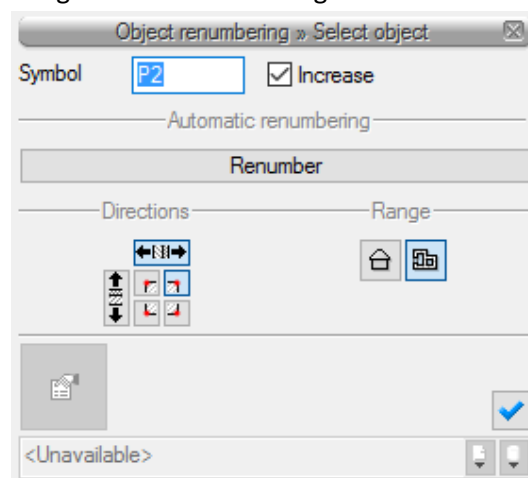 Object renumbering » Select object
Symbol P2 Increase
Automatic renumbering
Renumber
Directions Range
<Unavailable>